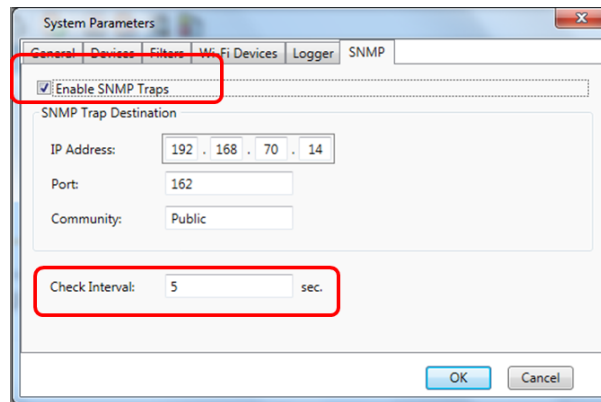 System Parameters
General Devices Filters Wi-Fi Devices Logger SNMP
Enable SNMP Traps
SNMP Trap Destination
IP Address: 192 . 168 . 70 . 14
Port: 162
Community: Public
Check Interval: 5 sec.
OK Cancel